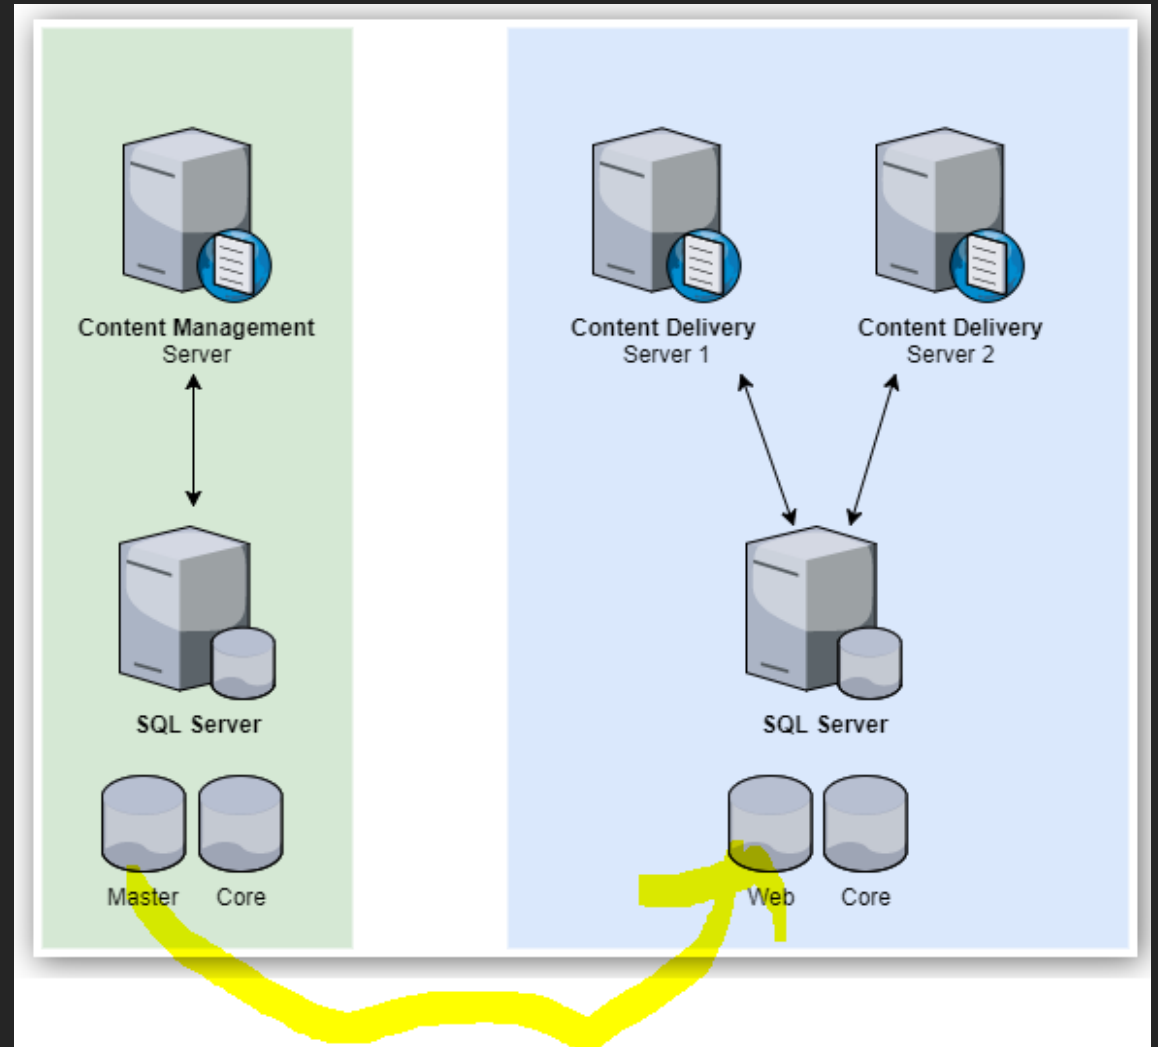 Content Management
Server
Content Delivery
Server 1
Content Delivery
Server 2
SQL Server
SQL Server
Master
Core
Web
Core